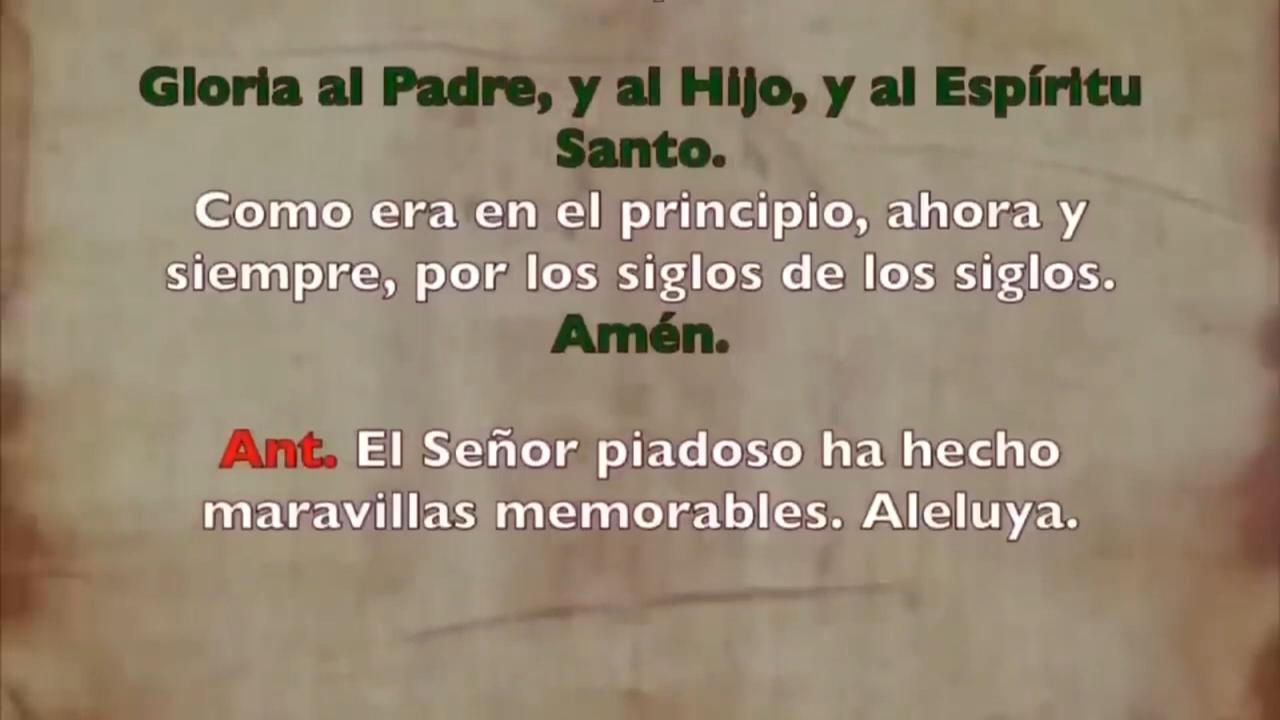 Gloria al Padre, y al Hijo, y al Espíritu
Santo.
Como era en el principio, ahora y
siempre, por los siglos de los siglos.
Amén.
Ant. El Señor piadoso ha hecho
maravillas memorables. Aleluya.